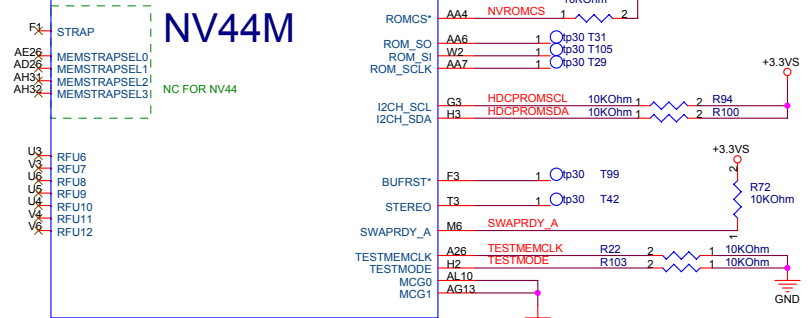 10KOhm
NV44M
ROMCS* AA4 NVROMCS 1 2
F1 STRAP
ROM_SO AA6 1 tp30 T31
ROM_SI W2 1 tp30 T105
ROM_SCLK AA7 1 tp30 T29
AE26 MEMSTRAPSEL0
AD26 MEMSTRAPSEL1
AH31 MEMSTRAPSEL2
AH32 MEMSTRAPSEL3
NC FOR NV44
+3.3VS
I2CH_SCL G3 HDCPROMSCL 10KOhm 1 2 R94
I2CH_SDA H3 HDCPROMSDA 10KOhm 1 2 R100
U3 RFU6
V3 RFU7
U6 RFU8
U5 RFU9
U4 RFU10
V4 RFU11
V6 RFU12
+3.3VS
BUFRST* F3 1 tp30 T99
STEREO T3 1 tp30 T42
2
R72
10KOhm
1
SWAPRDY_A M6 SWAPRDY_A
TESTMEMCLK A26 TESTMEMCLK R22 2 1 10KOhm
TESTMODE H2 TESTMODE R103 2 1 10KOhm
MCG0 AL10
MCG1 AG13
GND